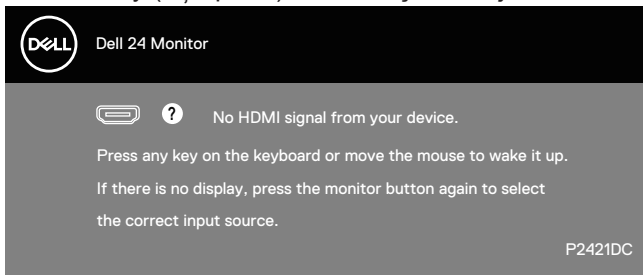 DELL
Dell 24 Monitor
? No HDMI signal from your device.
Press any key on the keyboard or move the mouse to wake it up.
If there is no display, press the monitor button again to select
the correct input source.
P2421DC